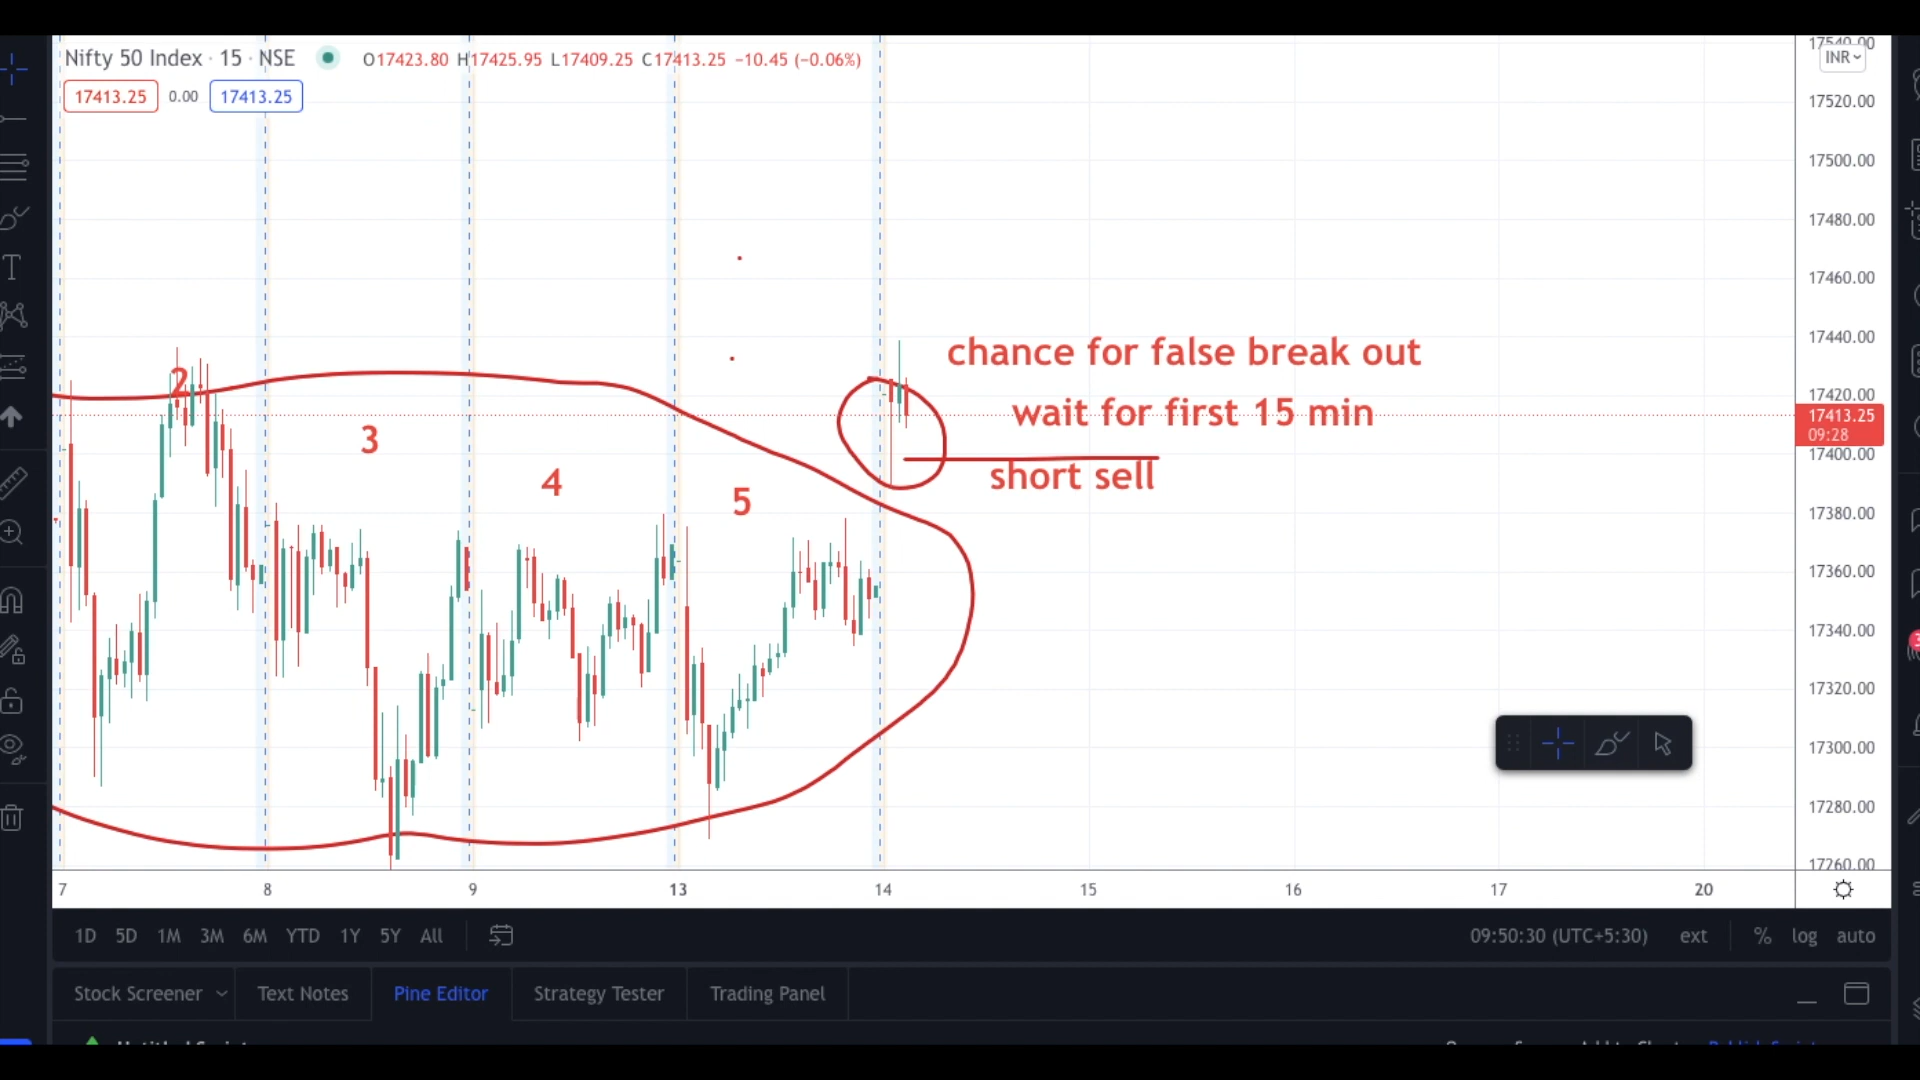 Nifty 50 Index · 15 · NSE O17423.80 H17425.95 L17409.25 C17413.25 −10.45 (−0.06%)
17413.25 0.00 17413.25
17540.00
INR
17520.00
17500.00
17480.00
17460.00
17440.00
17420.00
17413.25
09:28
17400.00
17380.00
17360.00
17340.00
17320.00
17300.00
17280.00
17260.00
chance for false break out
wait for first 15 min
short sell
2
3
4
5
7 8 9 13 14 15 16 17 20
1D 5D 1M 3M 6M YTD 1Y 5Y All 09:50:30 (UTC+5:30) ext % log auto
Stock Screener Text Notes Pine Editor Strategy Tester Trading Panel